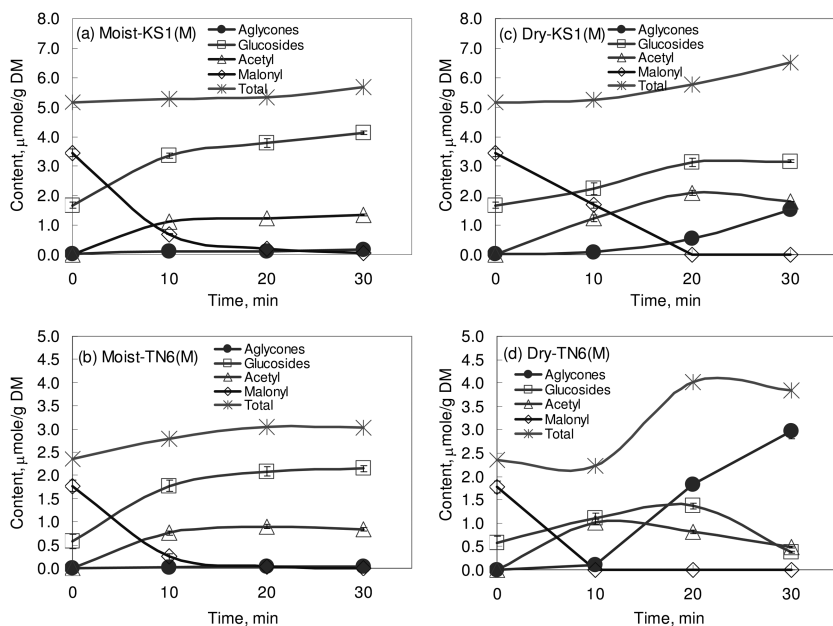 (a) Moist-KS1(M)
Aglycones
Glucosides
Acetyl
Malonyl
Total
Content, μmole/g DM
8.0
7.0
6.0
5.0
4.0
3.0
2.0
1.0
0.0
0 10 20 30
Time, min
(c) Dry-KS1(M)
Aglycones
Glucosides
Acetyl
Malonyl
Total
Content, μmole/g DM
8.0
7.0
6.0
5.0
4.0
3.0
2.0
1.0
0.0
0 10 20 30
Time, min
(b) Moist-TN6(M)
Aglycones
Glucosides
Acetyl
Malonyl
Total
Content, μmole/g DM
5.0
4.5
4.0
3.5
3.0
2.5
2.0
1.5
1.0
0.5
0.0
0 10 20 30
Time, min
(d) Dry-TN6(M)
Aglycones
Glucosides
Acetyl
Malonyl
Total
Content, μmole/g DM
5.0
4.5
4.0
3.5
3.0
2.5
2.0
1.5
1.0
0.5
0.0
0 10 20 30
Time, min